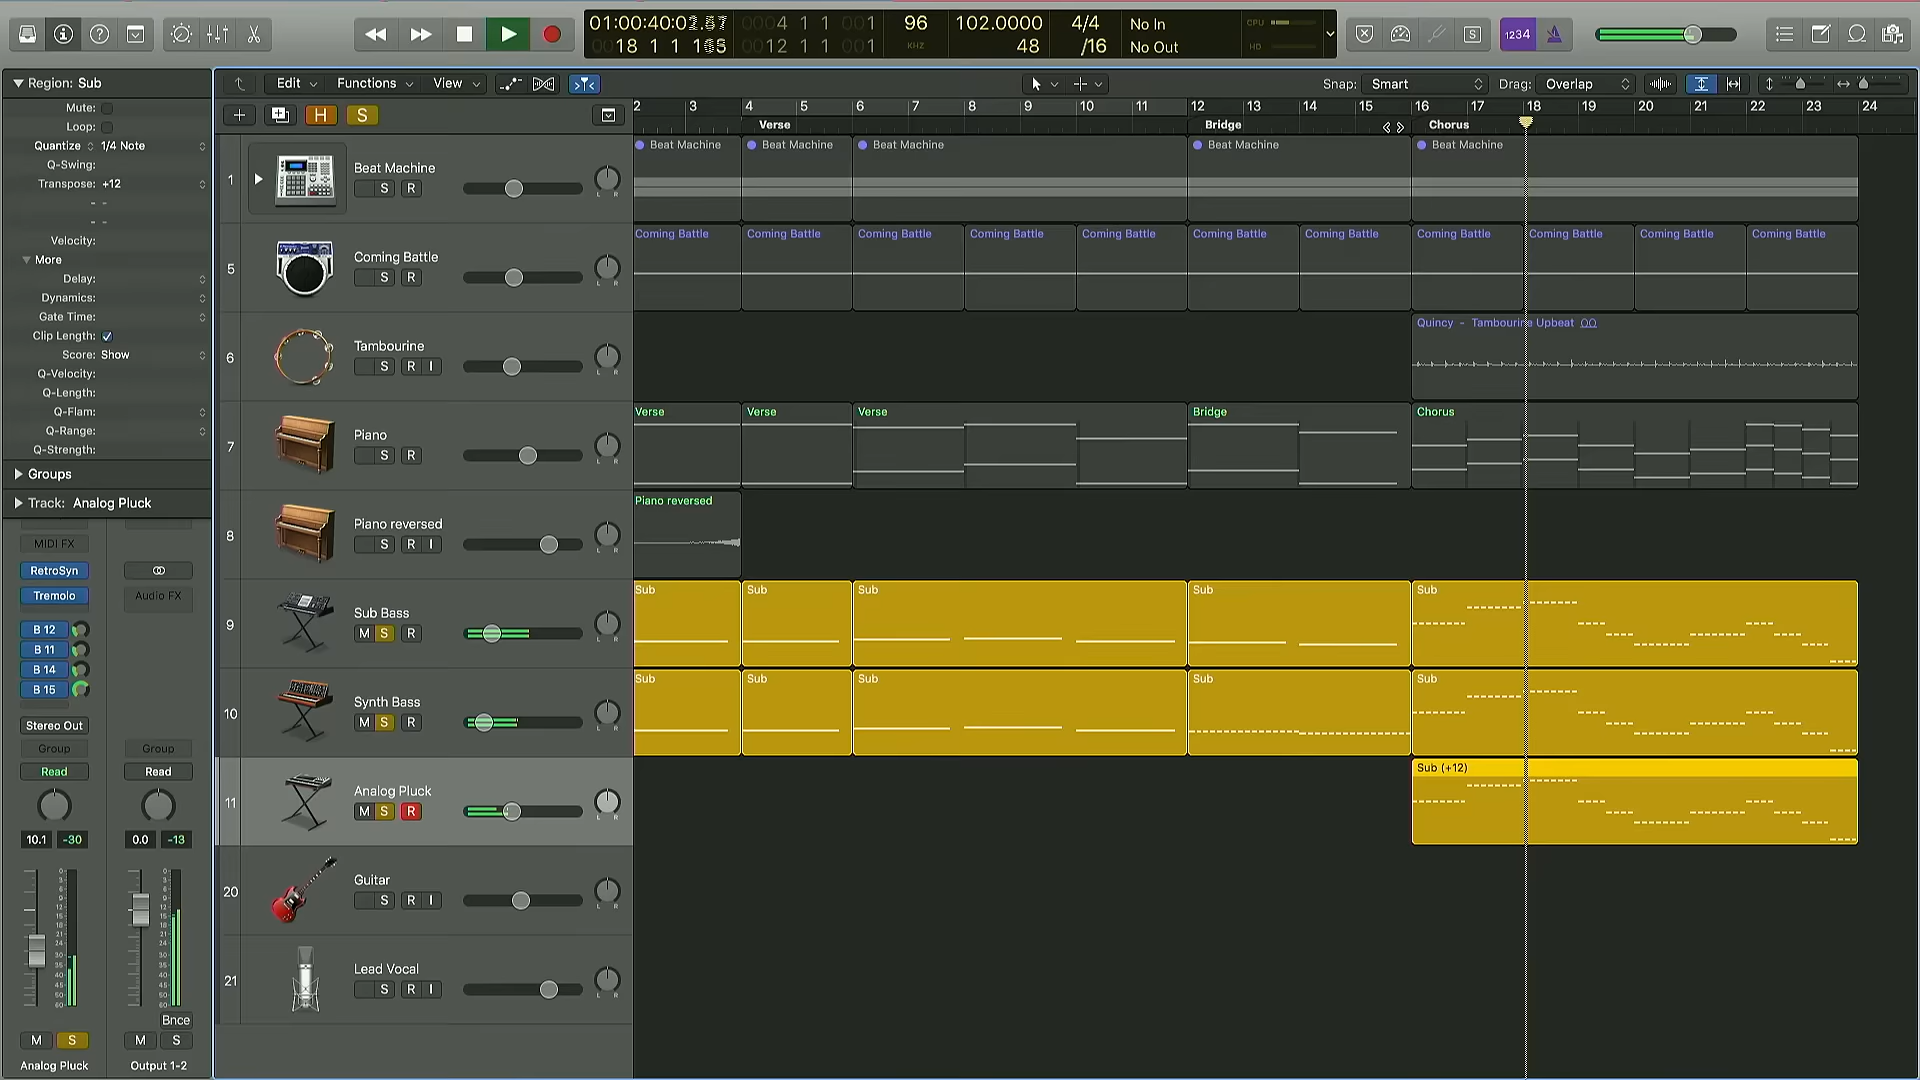 01:00:40:02.57
0004 1 1 001
96
102.0000
4/4
No In
CPU
1234
18 1 1
0012 1 1 001
KHZ
48
/16
No Out
HD
Region: Sub
Edit
Functions
View
Snap: Smart
Drag: Overlap
Mute:
Loop:
Quantize 1/4 Note
Q-Swing:
Transpose: +12
- -
- -
Velocity:
More
Delay:
Dynamics:
Gate Time:
Clip Length:
Score: Show
Q-Velocity:
Q-Length:
Q-Flam:
Q-Range:
Q-Strength:
Groups
Track: Analog Pluck
MIDI FX
RetroSyn
Tremolo
Audio FX
B 12
B 11
B 14
B 15
Stereo Out
Group
Group
Read
Read
10.1 -30
0.0 -13
Bnce
M S
M S
Analog Pluck
Output 1-2
H S
2 3 4 5 6 7 8 9 10 11 12 13 14 15 16 17 18 19 20 21 22 23 24
Verse
Bridge
Chorus
1
Beat Machine
S R
L R
Beat Machine
Beat Machine
Beat Machine
Beat Machine
Beat Machine
5
Coming Battle
S R
L R
Coming Battle
Coming Battle
Coming Battle
Coming Battle
Coming Battle
Coming Battle
Coming Battle
Coming Battle
Coming Battle
Coming Battle
Coming Battle
6
Tambourine
S R I
L R
Quincy - Tambourine Upbeat
7
Piano
S R
L R
Verse
Verse
Verse
Bridge
Chorus
8
Piano reversed
S R I
L R
Piano reversed
9
Sub Bass
M S R
L R
Sub
Sub
Sub
Sub
Sub
10
Synth Bass
M S R
L R
Sub
Sub
Sub
Sub
Sub
11
Analog Pluck
M S R
L R
Sub (+12)
20
Guitar
S R I
L R
21
Lead Vocal
S R I
L R